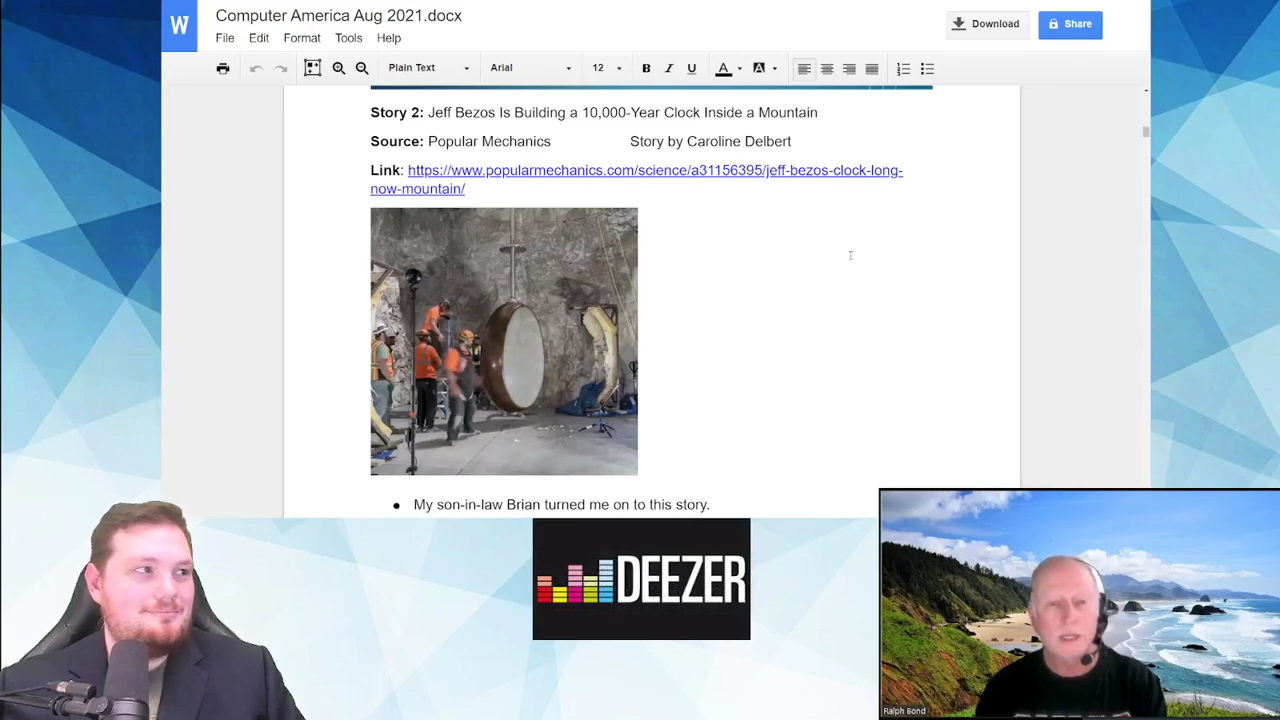 W
Computer America Aug 2021.docx
Download
Share
File Edit Format Tools Help
Plain Text Arial 12 B I U A A
Story 2: Jeff Bezos Is Building a 10,000-Year Clock Inside a Mountain
Source: Popular Mechanics Story by Caroline Delbert
Link: https://www.popularmechanics.com/science/a31156395/jeff-bezos-clock-long-
now-mountain/
● My son-in-law Brian turned me on to this story.
DEEZER
Ralph Bond